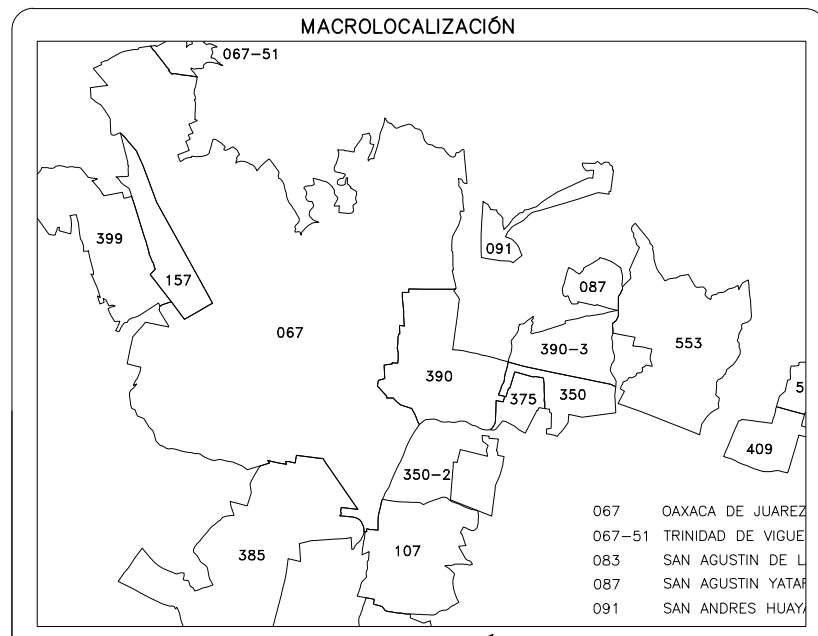 MACROLOCALIZACIÓN
067-51
399
091
157
087
067
390-3
553
390
375
350
409
350-2
067 OAXACA DE JUAREZ
385
107
067-51 TRINIDAD DE VIGUE
083 SAN AGUSTIN DE L
087 SAN AGUSTIN YATAR
091 SAN ANDRES HUAYA